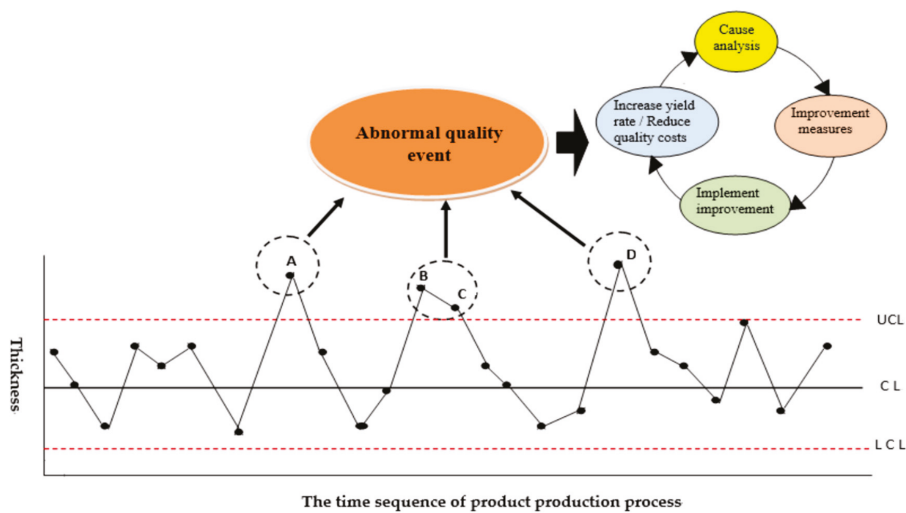 Cause
analysis
Increase yield
rate / Reduce
quality costs
Improvement
measures
Abnormal quality
event
Implement
improvement
A
B
C
D
UCL
C L
L C L
Thickness
The time sequence of product production process